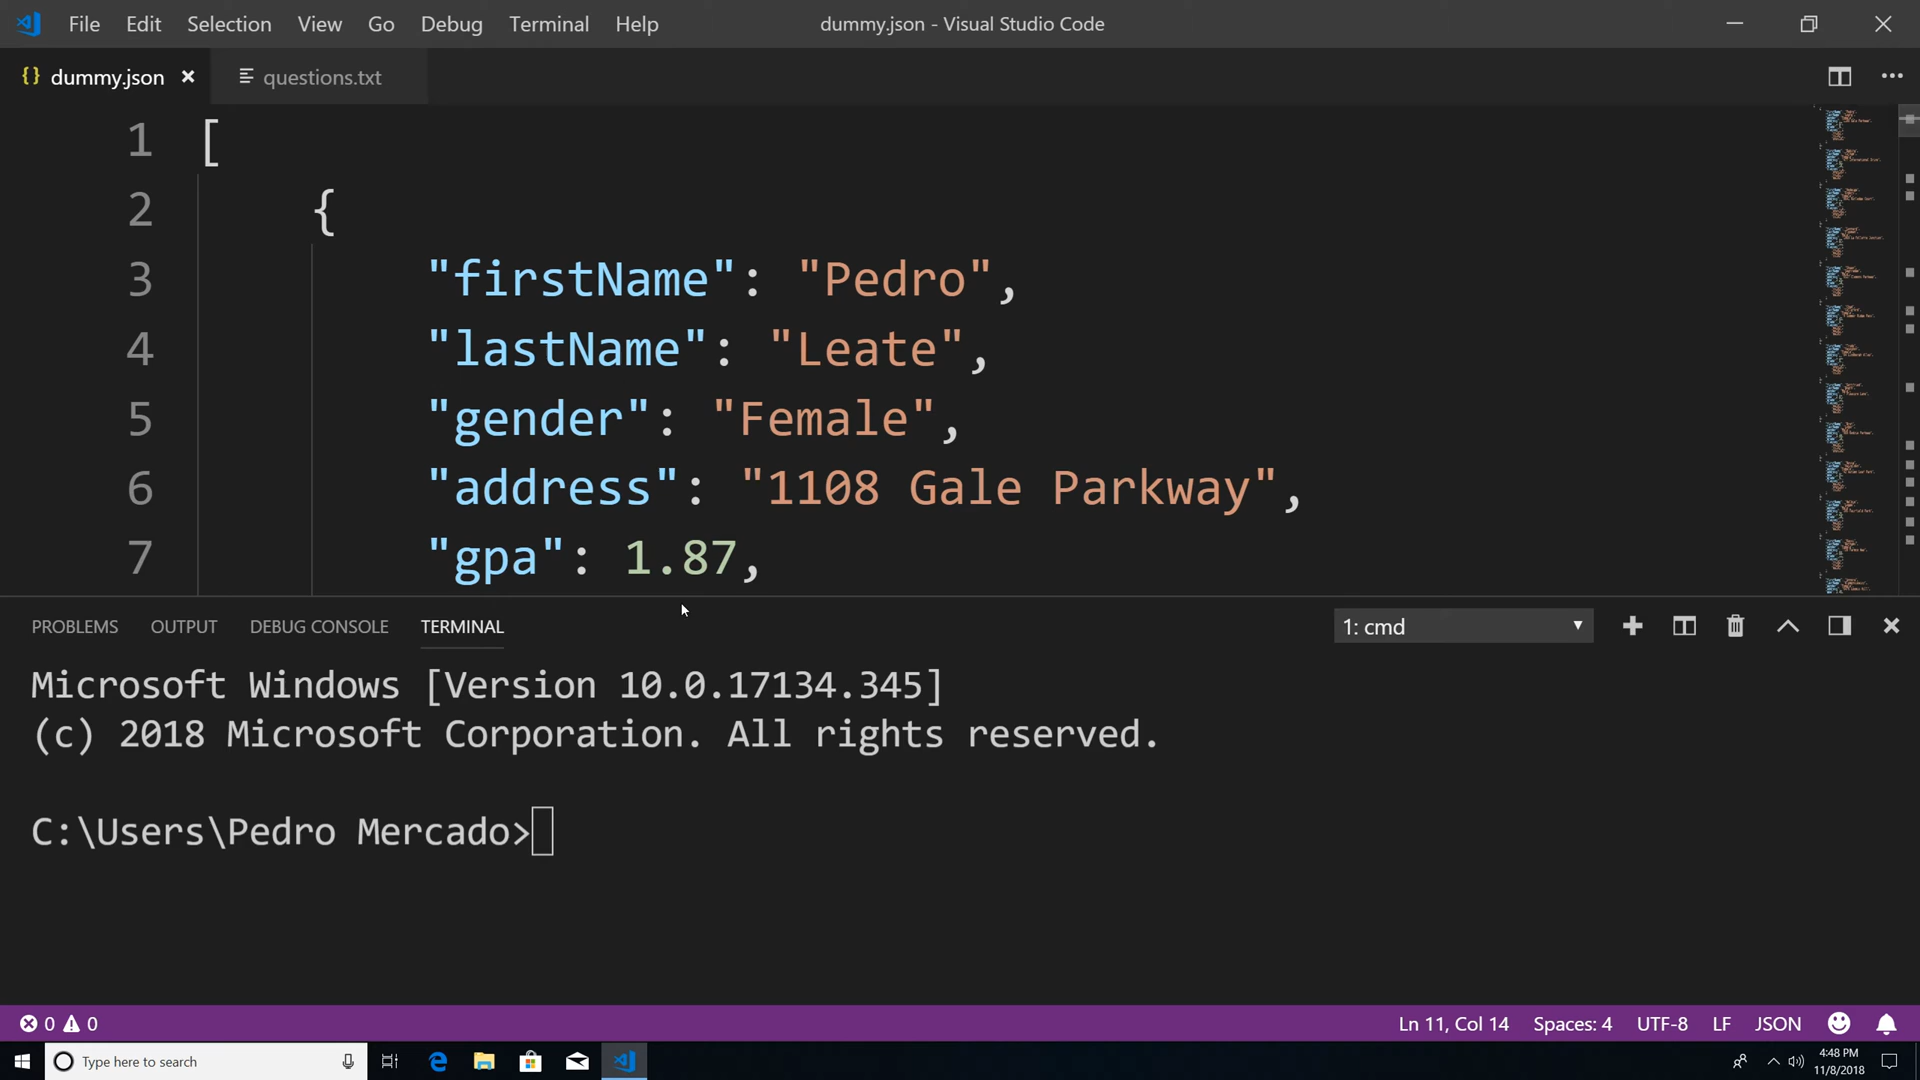 File Edit Selection View Go Debug Terminal Help dummy.json - Visual Studio Code
{} dummy.json questions.txt
1 [
2 {
3 "firstName": "Pedro",
4 "lastName": "Leate",
5 "gender": "Female",
6 "address": "1108 Gale Parkway",
7 "gpa": 1.87,
PROBLEMS OUTPUT DEBUG CONSOLE TERMINAL 1: cmd
Microsoft Windows [Version 10.0.17134.345]
(c) 2018 Microsoft Corporation. All rights reserved.
C:\Users\Pedro Mercado>
0 0 Ln 11, Col 14 Spaces: 4 UTF-8 LF JSON
Type here to search 4:48 PM
11/8/2018